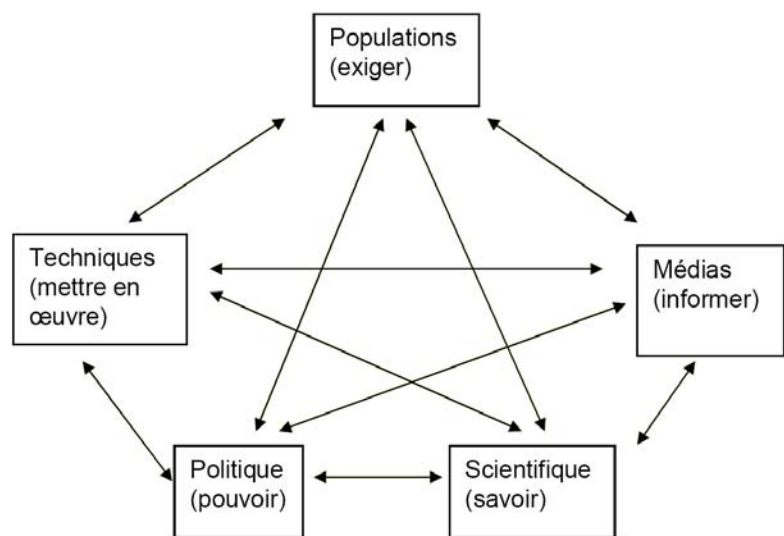 Populations
(exiger)
Techniques
(mettre en
œuvre)
Médias
(informer)
Politique
(pouvoir)
Scientifique
(savoir)